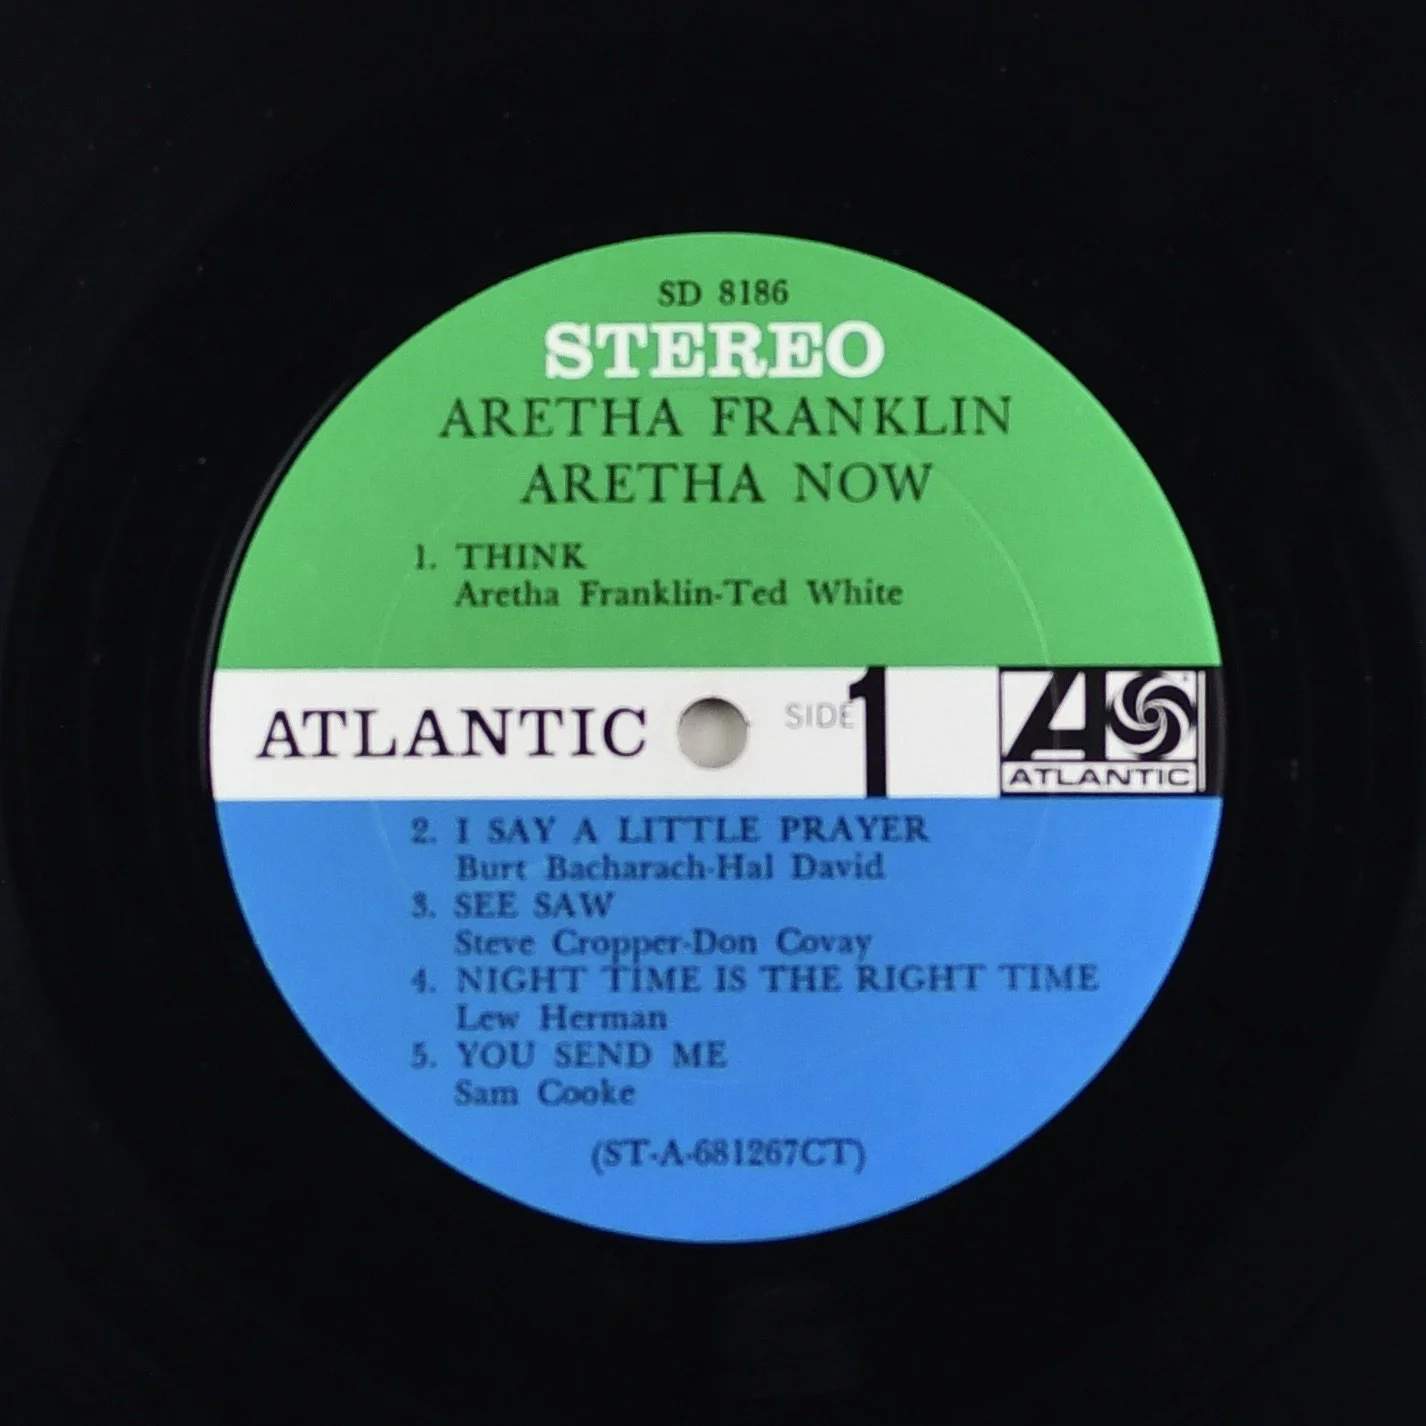 SD 8186
STEREO
ARETHA FRANKLIN
ARETHA NOW
1. THINK
Aretha Franklin-Ted White
ATLANTIC SIDE 1
ATLANTIC
2. I SAY A LITTLE PRAYER
Burt Bacharach-Hal David
3. SEE SAW
Steve Cropper-Don Covay
4. NIGHT TIME IS THE RIGHT TIME
Lew Herman
5. YOU SEND ME
Sam Cooke
(ST-A-681267CT)